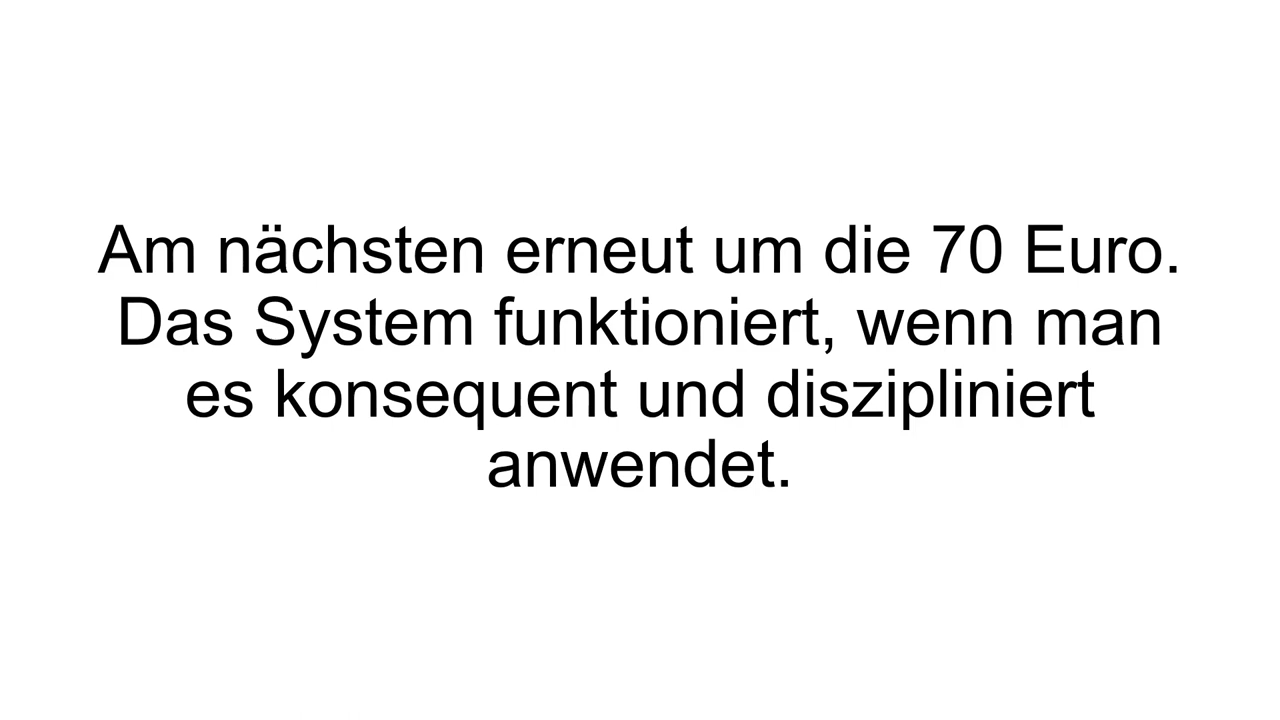 Am nächsten erneut um die 70 Euro.
Das System funktioniert, wenn man
es konsequent und diszipliniert
anwendet.